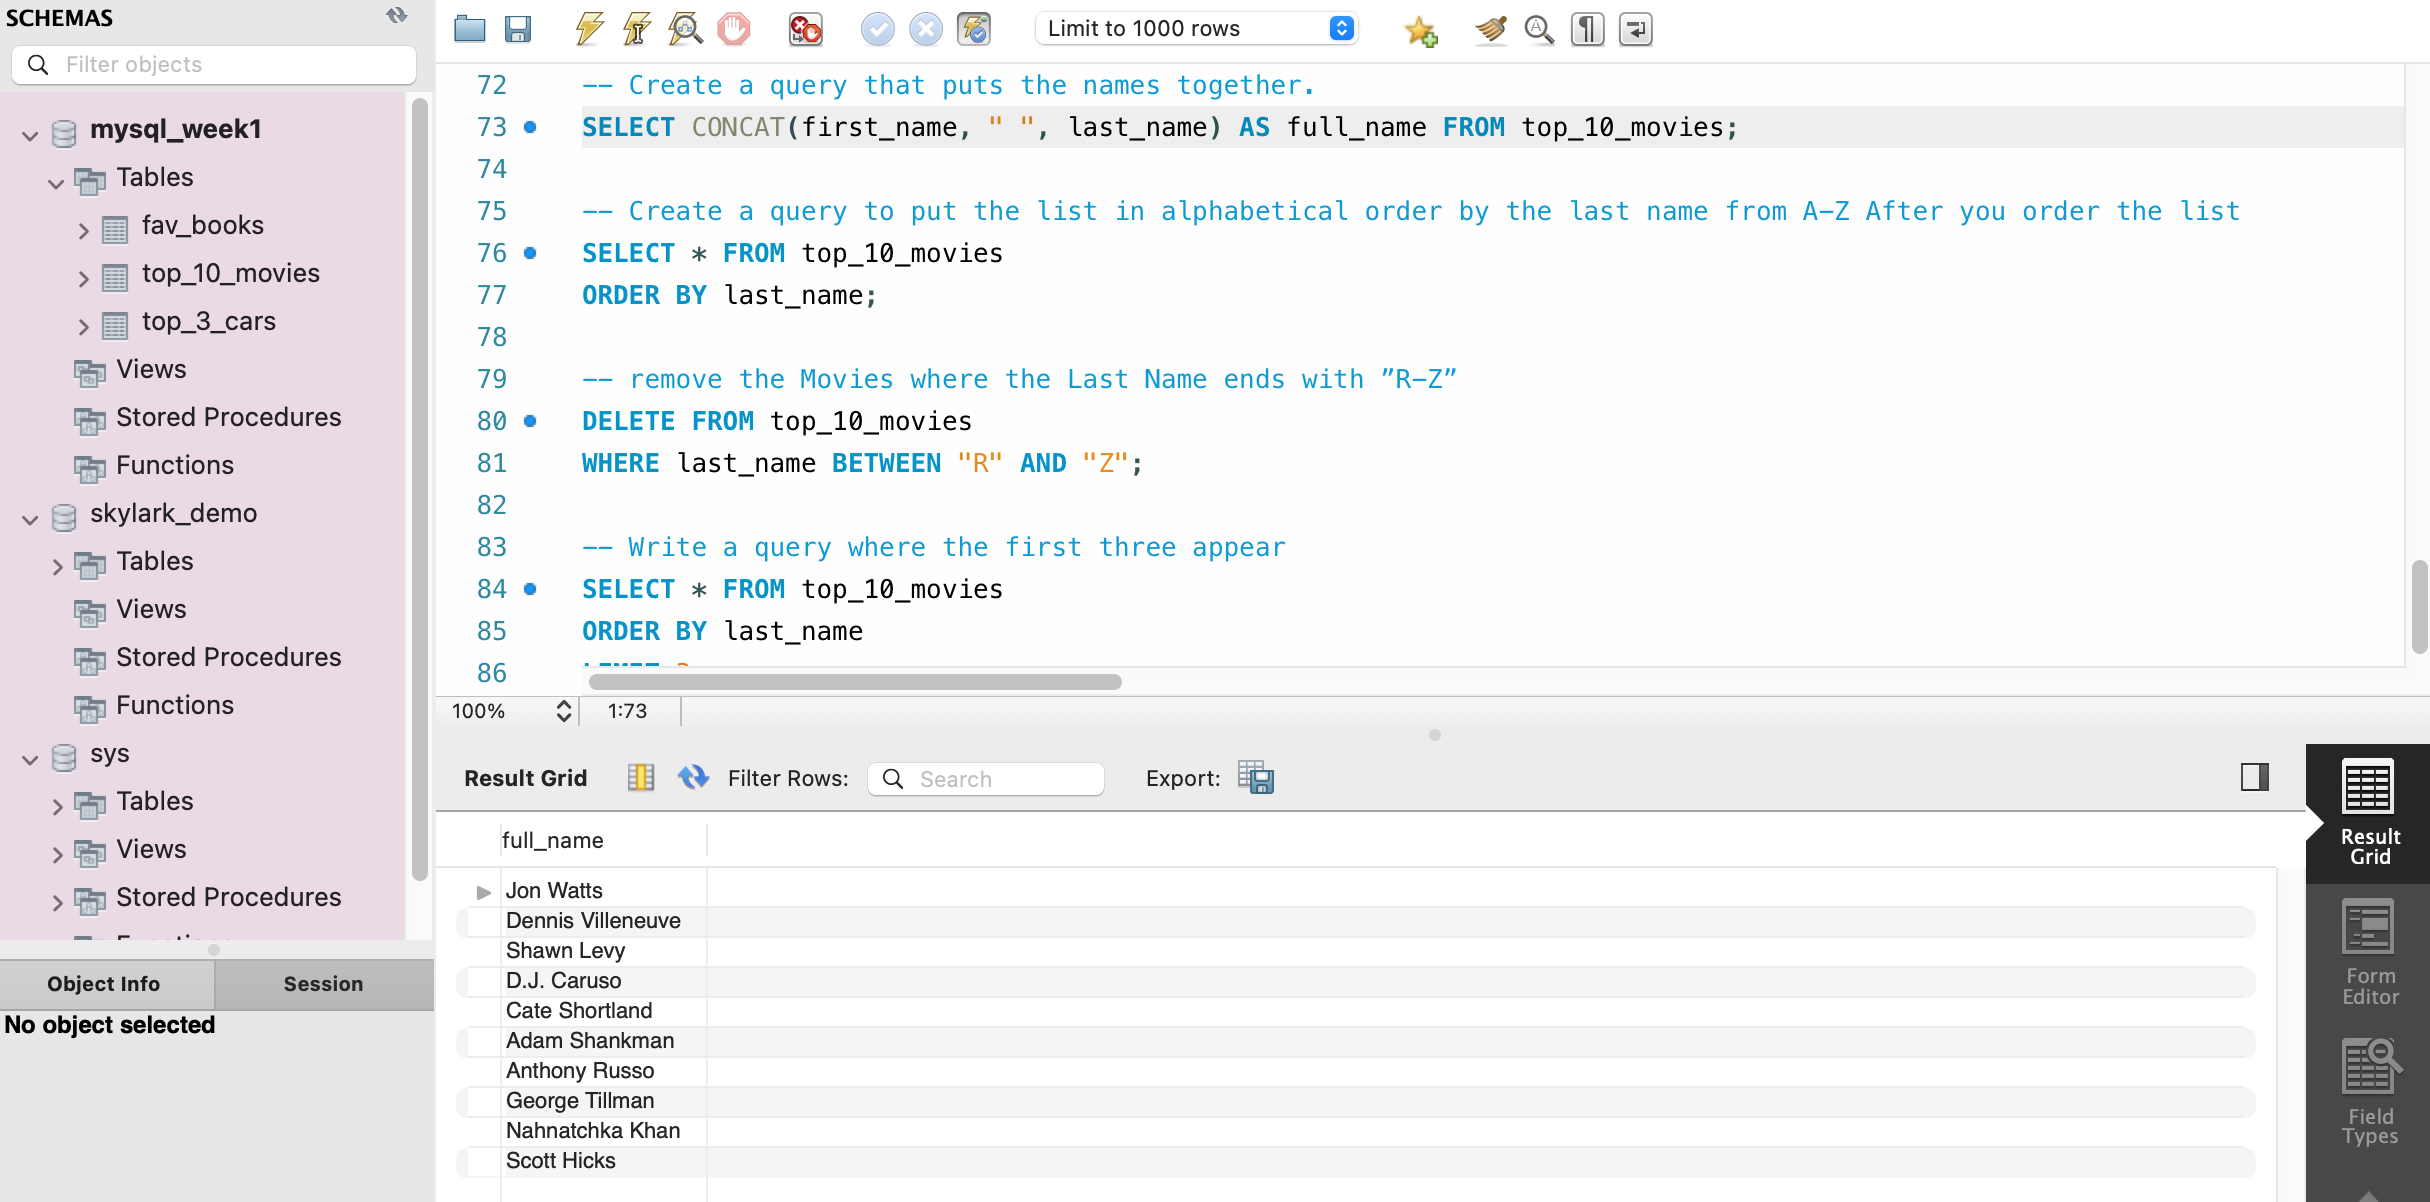 SCHEMAS
Filter objects
mysql_week1
Tables
fav_books
top_10_movies
top_3_cars
Views
Stored Procedures
Functions
skylark_demo
Tables
Views
Stored Procedures
Functions
sys
Tables
Views
Stored Procedures
Object Info
Session
No object selected
Limit to 1000 rows
72 -- Create a query that puts the names together.
73 SELECT CONCAT(first_name, " ", last_name) AS full_name FROM top_10_movies;
74
75 -- Create a query to put the list in alphabetical order by the last name from A-Z After you order the list
76 SELECT * FROM top_10_movies
77 ORDER BY last_name;
78
79 -- remove the Movies where the Last Name ends with ”R-Z”
80 DELETE FROM top_10_movies
81 WHERE last_name BETWEEN "R" AND "Z";
82
83 -- Write a query where the first three appear
84 SELECT * FROM top_10_movies
85 ORDER BY last_name
86
100% 1:73
Result Grid Filter Rows: Search Export:
full_name
Jon Watts
Dennis Villeneuve
Shawn Levy
D.J. Caruso
Cate Shortland
Adam Shankman
Anthony Russo
George Tillman
Nahnatchka Khan
Scott Hicks
Result
Grid
Form
Editor
Field
Types